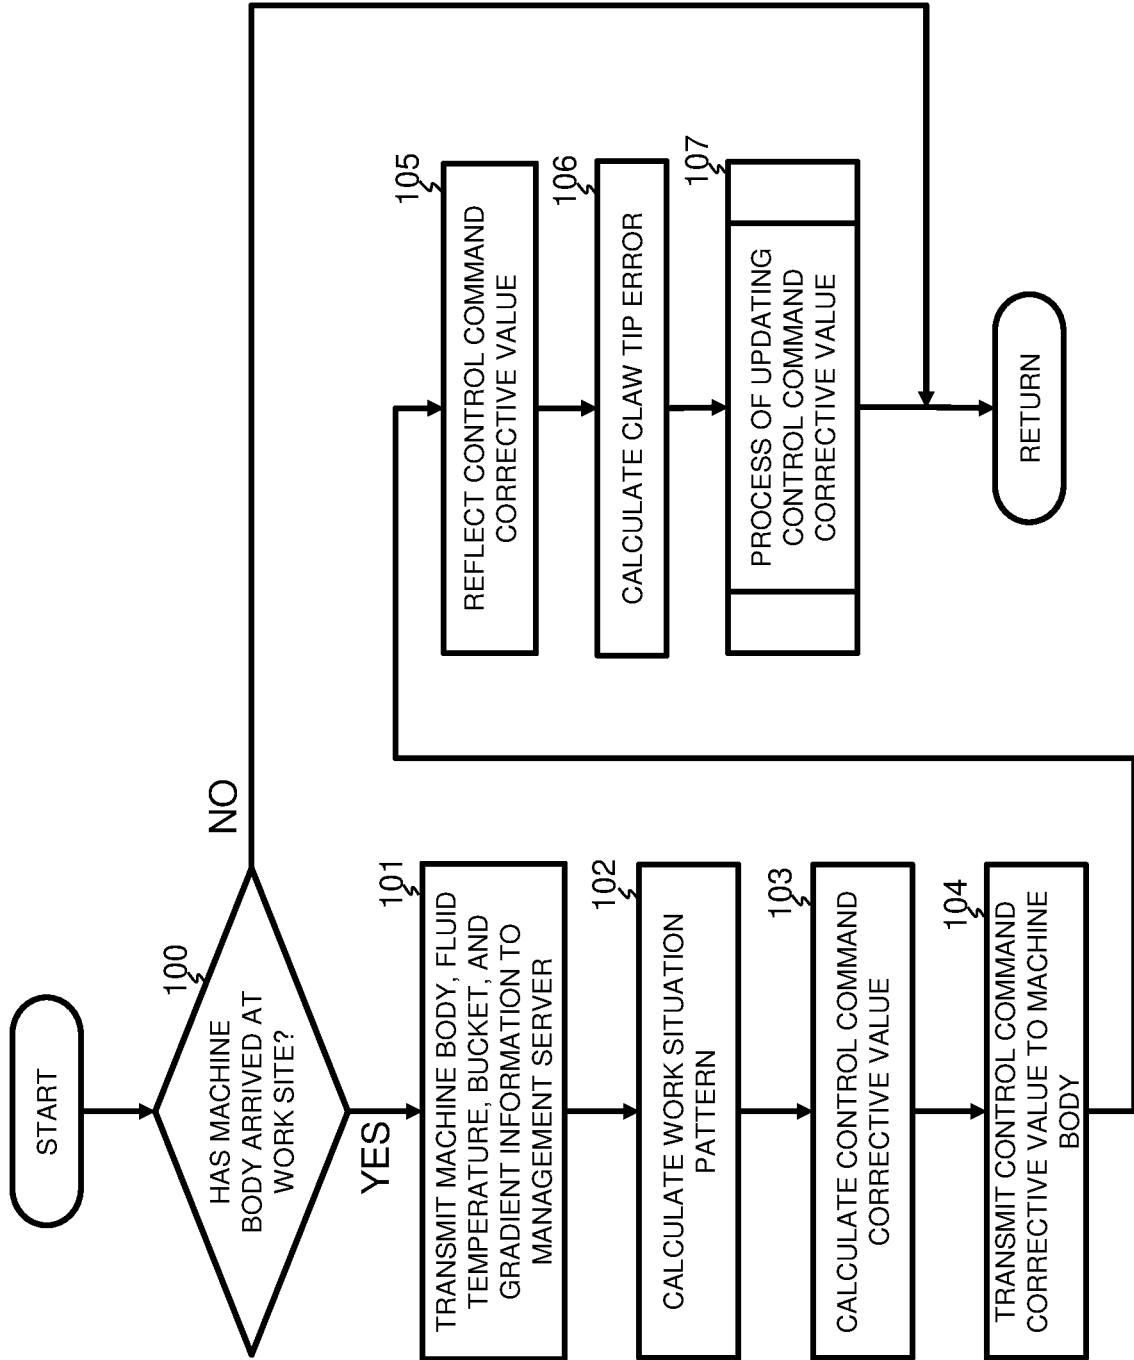 START
100
HAS MACHINE
BODY ARRIVED AT
WORK SITE?
NO
YES
101
TRANSMIT MACHINE BODY, FLUID
TEMPERATURE, BUCKET, AND
GRADIENT INFORMATION TO
MANAGEMENT SERVER
102
CALCULATE WORK SITUATION
PATTERN
103
CALCULATE CONTROL COMMAND
CORRECTIVE VALUE
104
TRANSMIT CONTROL COMMAND
CORRECTIVE VALUE TO MACHINE
BODY
105
REFLECT CONTROL COMMAND
CORRECTIVE VALUE
106
CALCULATE CLAW TIP ERROR
107
PROCESS OF UPDATING
CONTROL COMMAND
CORRECTIVE VALUE
RETURN